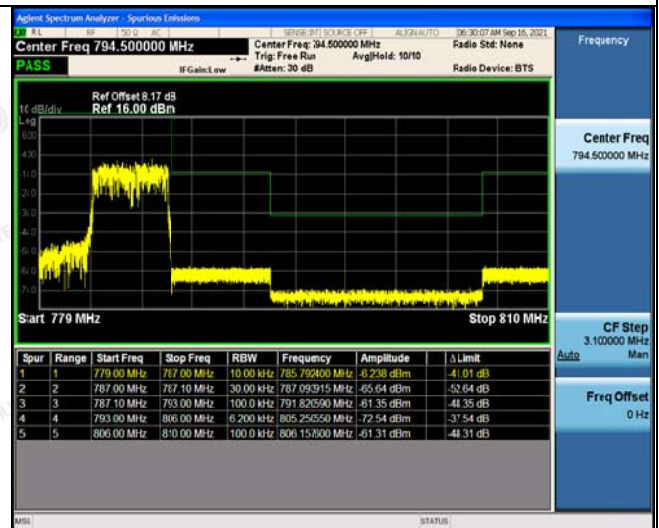 Agilent Spectrum Analyzer - Spurious Emissions
RL RF 50 Ω AC SENSE:INT SOURCE OFF ALIGN AUTO 06:30:07 AM Sep 16, 2021
Center Freq 794.500000 MHz
Center Freq: 794.500000 MHz
Radio Std: None
PASS
Trig: Free Run Avg|Hold: 10/10
IFGain:Low #Atten: 30 dB Radio Device: BTS
Frequency
Ref Offset 8.17 dB
10 dB/div Ref 16.00 dBm
Log
6.00
-4.00
-14.0
-24.0
-34.0
-54.0
-64.0
-74.0
Start 779 MHz Stop 810 MHz
Center Freq
794.500000 MHz
CF Step
3.100000 MHz
Auto Man
Freq Offset
0 Hz
Spur Range Start Freq Stop Freq RBW Frequency Amplitude Δ Limit
1 1 779.00 MHz 787.00 MHz 10.00 kHz 785.792400 MHz -6.238 dBm -41.01 dB
2 2 787.00 MHz 787.10 MHz 30.00 kHz 787.093915 MHz -65.64 dBm -52.64 dB
3 3 787.10 MHz 793.00 MHz 100.0 kHz 791.820590 MHz -61.35 dBm -48.35 dB
4 4 793.00 MHz 806.00 MHz 6.200 kHz 805.250550 MHz -72.54 dBm -37.54 dB
5 5 806.00 MHz 810.00 MHz 100.0 kHz 806.157600 MHz -61.31 dBm -48.31 dB
MSG STATUS